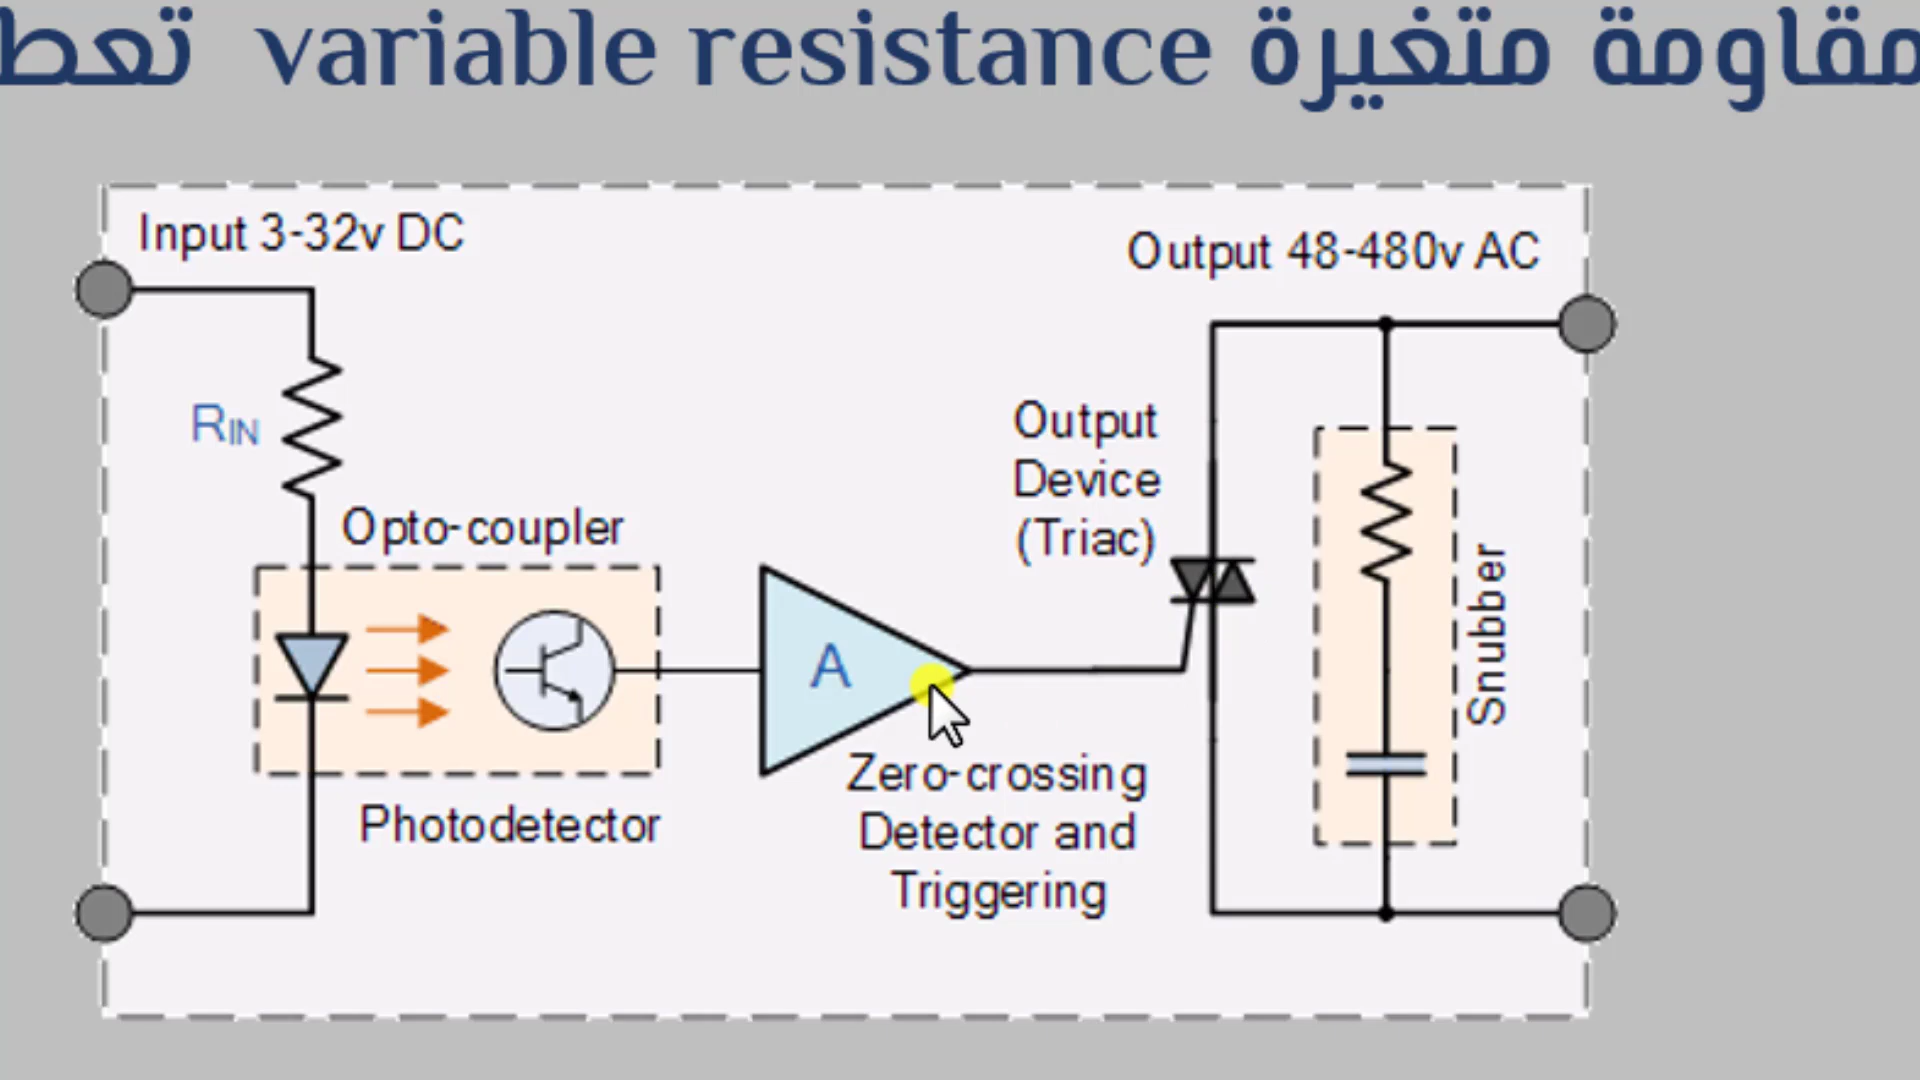 مقاومة متغيرة variable resistance
Input 3-32v DC
Output 48-480v AC
RIN
Output
Device
(Triac)
Opto-coupler
Snubber
A
Zero-crossing
Detector and
Triggering
Photodetector